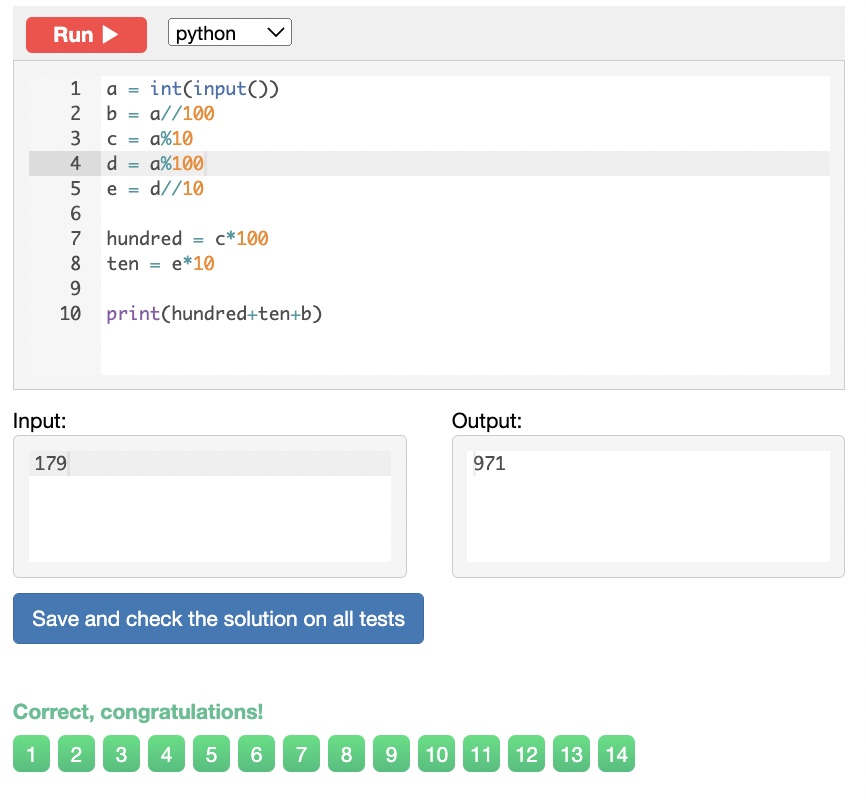 Run ▶ python
1 a = int(input())
2 b = a//100
3 c = a%10
4 d = a%100
5 e = d//10
6
7 hundred = c*100
8 ten = e*10
9
10 print(hundred+ten+b)
Input: Output:
179 971
Save and check the solution on all tests
Correct, congratulations!
1 2 3 4 5 6 7 8 9 10 11 12 13 14